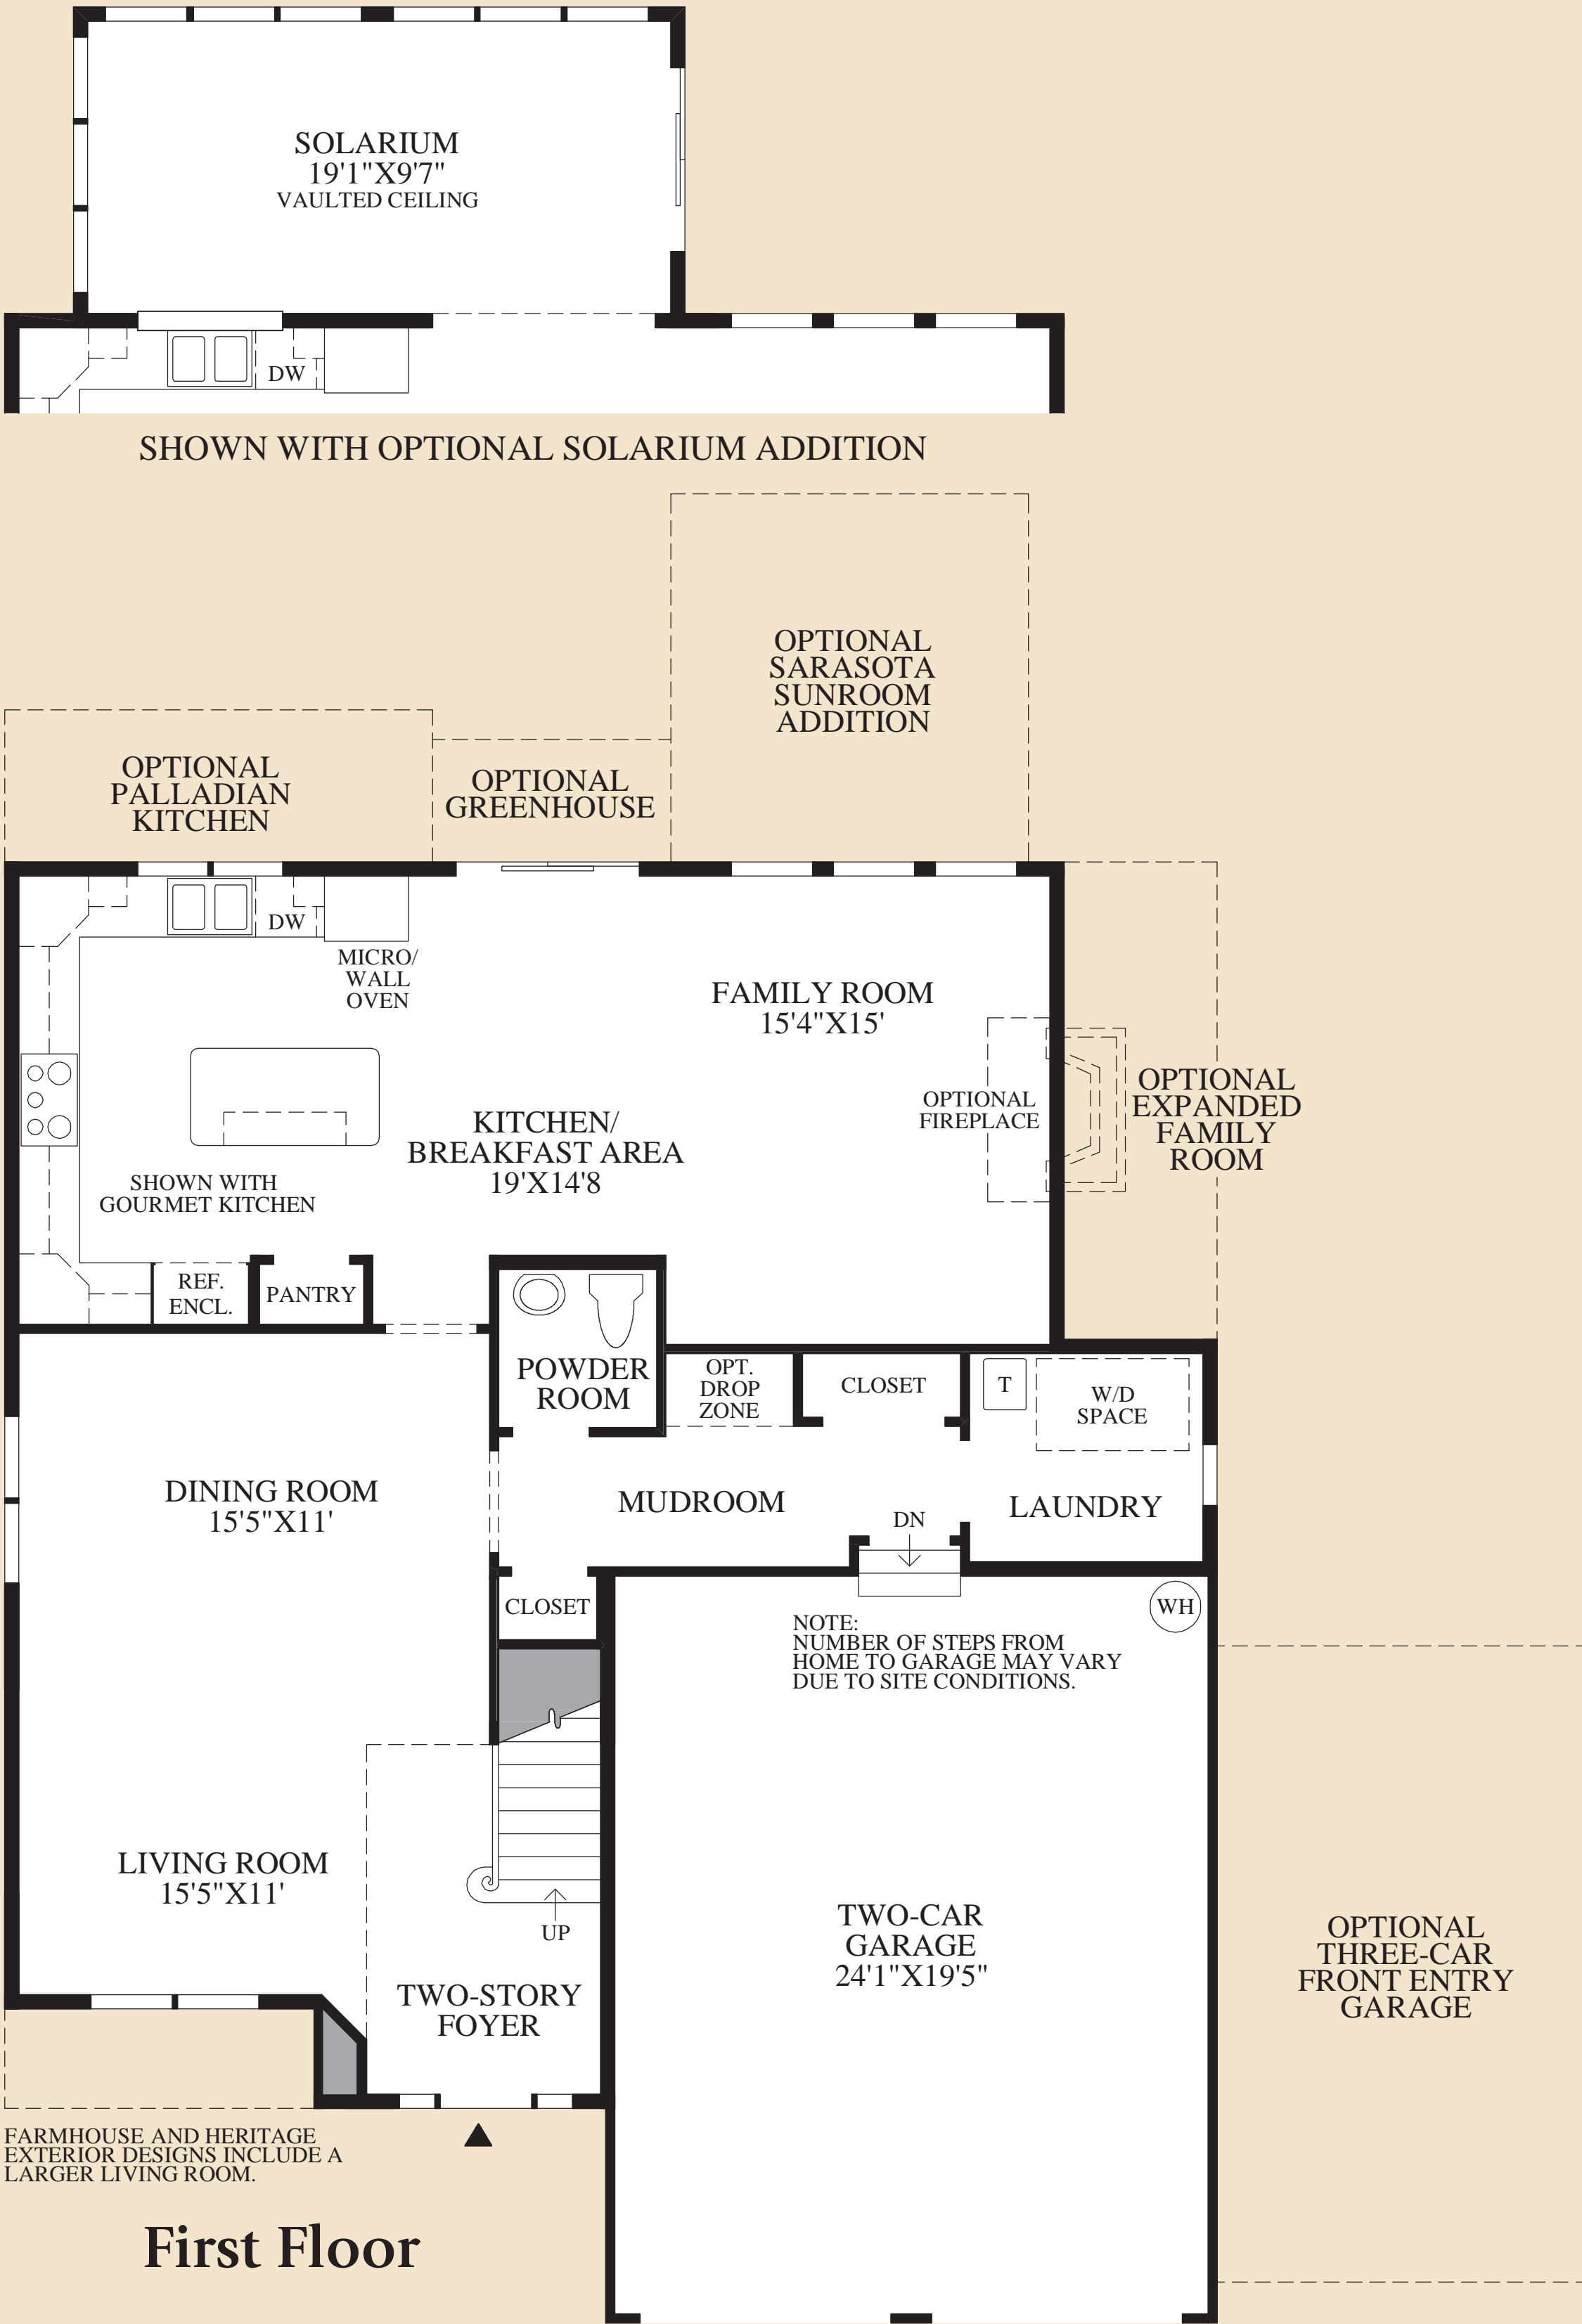 SOLARIUM
19'1"X9'7"
VAULTED CEILING
DW
SHOWN WITH OPTIONAL SOLARIUM ADDITION
OPTIONAL
SARASOTA
SUNROOM
ADDITION
OPTIONAL
PALLADIAN
KITCHEN
OPTIONAL
GREENHOUSE
DW
MICRO/
WALL
OVEN
FAMILY ROOM
15'4"X15'
OPTIONAL
FIREPLACE
OPTIONAL
EXPANDED
FAMILY
ROOM
KITCHEN/
BREAKFAST AREA
19'X14'8
SHOWN WITH
GOURMET KITCHEN
REF.
ENCL.
PANTRY
POWDER
ROOM
OPT.
DROP
ZONE
CLOSET
T
W/D
SPACE
DINING ROOM
15'5"X11'
MUDROOM
LAUNDRY
DN
CLOSET
WH
NOTE:
NUMBER OF STEPS FROM
HOME TO GARAGE MAY VARY
DUE TO SITE CONDITIONS.
LIVING ROOM
15'5"X11'
UP
TWO-STORY
FOYER
TWO-CAR
GARAGE
24'1"X19'5"
OPTIONAL
THREE-CAR
FRONT ENTRY
GARAGE
FARMHOUSE AND HERITAGE
EXTERIOR DESIGNS INCLUDE A
LARGER LIVING ROOM.
First Floor